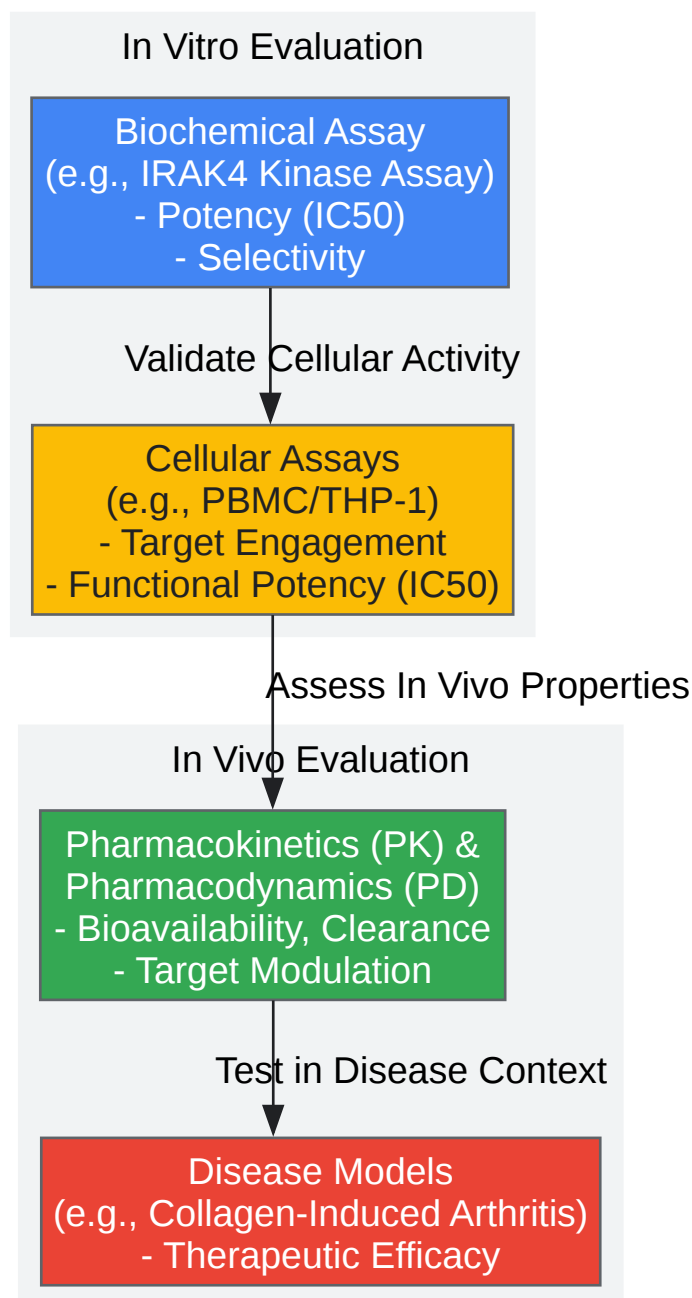 In Vitro Evaluation
Biochemical Assay
(e.g., IRAK4 Kinase Assay)
- Potency (IC50)
- Selectivity
Validate Cellular Activity
Cellular Assays
(e.g., PBMC/THP-1)
- Target Engagement
- Functional Potency (IC50)
Assess In Vivo Properties
In Vivo Evaluation
Pharmacokinetics (PK) &
Pharmacodynamics (PD)
- Bioavailability, Clearance
- Target Modulation
Test in Disease Context
Disease Models
(e.g., Collagen-Induced Arthritis)
- Therapeutic Efficacy